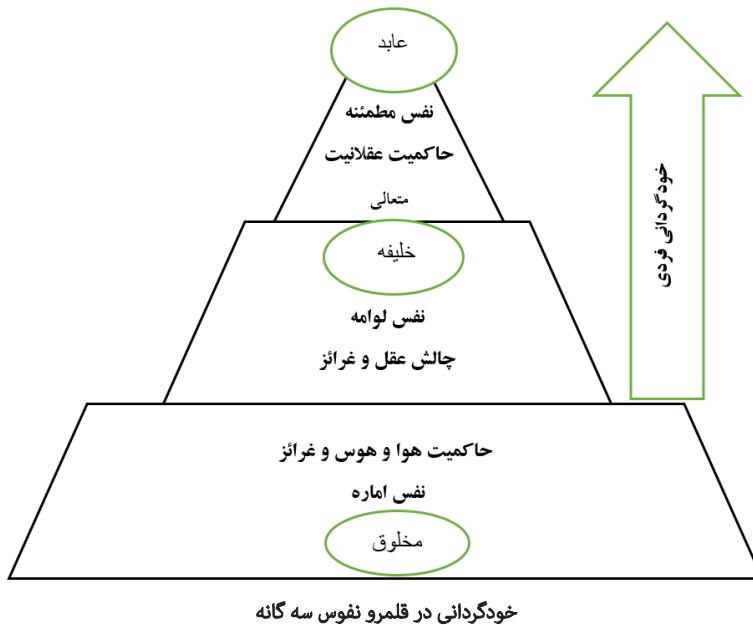 عابد
نفس مطمئنه
حاکمیت عقلانیت
متعالی
خلیفه
نفس لوامه
چالش عقل و غرائز
حاکمیت هوا و هوس و غرائز
نفس اماره
مخلوق
خودگردانی فردی
خودگردانی در قلمرو نفوس سه گانه